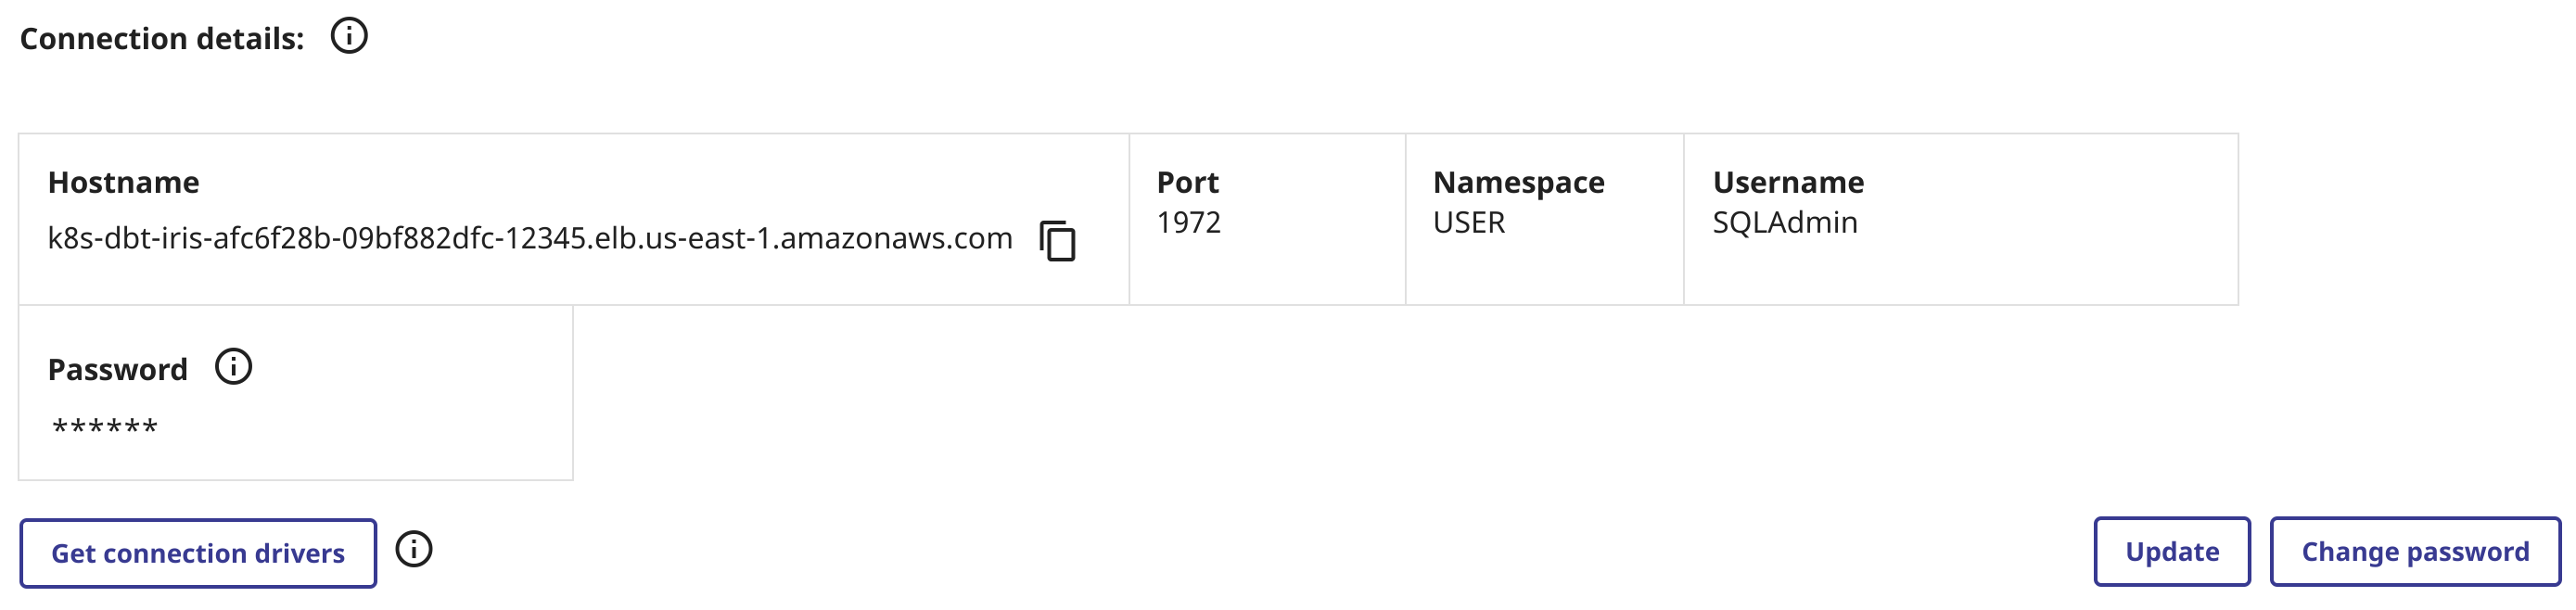 Connection details:
Hostname
k8s-dbt-iris-afc6f28b-09bf882dfc-12345.elb.us-east-1.amazonaws.com
Port
1972
Namespace
USER
Username
SQLAdmin
Password
******
Get connection drivers
Update
Change password